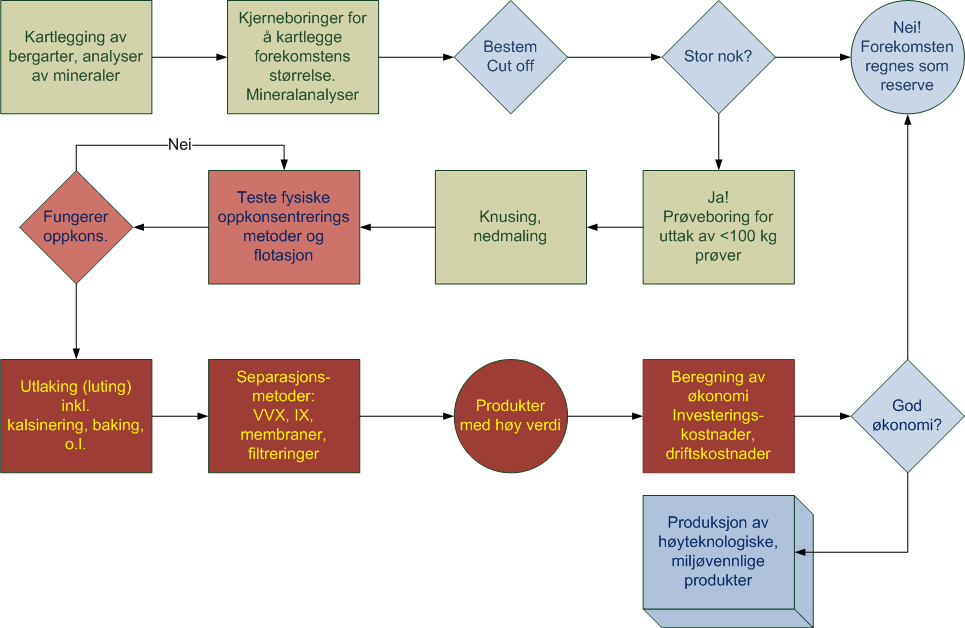 Kartlegging av
bergarter, analyser
av mineraler
Kjerneboringer for
å kartlegge
forekomstens
størrelse.
Mineralanalyser
Bestem
Cut off
Stor nok?
Nei!
Forekomsten
regnes som
reserve
Nei
Fungerer
oppkons.
Teste fysiske
oppkonsentrerings
metoder og
flotasjon
Knusing,
nedmaling
Ja!
Prøveboring for
uttak av <100 kg
prøver
Utlaking (luting)
inkl.
kalsinering, baking,
o.l.
Separasjons-
metoder:
VVX, IX,
membraner,
filtreringer
Produkter
med høy verdi
Beregning av
økonomi
Investerings-
kostnader,
driftskostnader
God
økonomi?
Produksjon av
høyteknologiske,
miljøvennlige
produkter